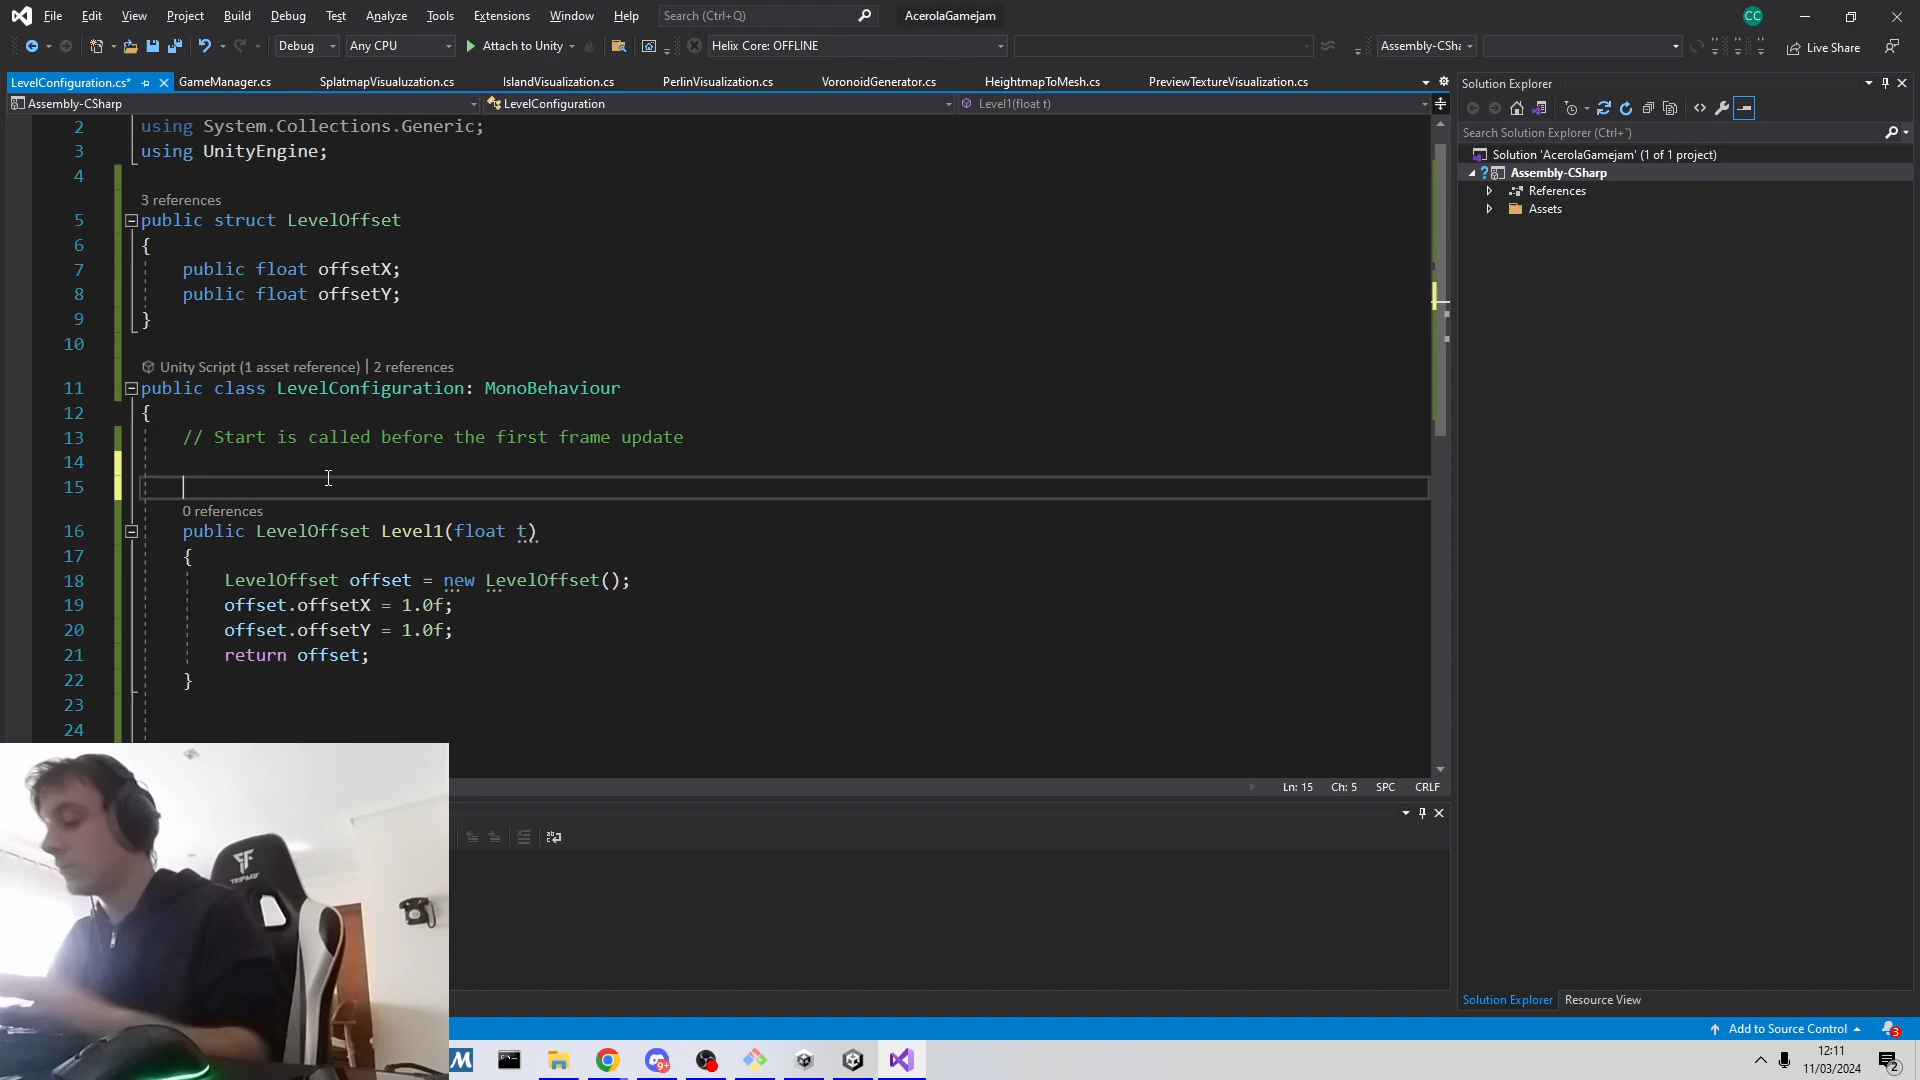 File Edit View Git Project Build Debug Test Analyze Tools Extensions Window Help Search (Ctrl+Q) AcerolaGamejam CC
Debug Any CPU Attach to Unity Helix Core: OFFLINE Assembly-CSha Live Share
LevelConfiguration.cs* GameManager.cs SplatmapVisualuzation.cs IslandVisualization.cs PerlinVisualization.cs VoronoidGenerator.cs HeightmapToMesh.cs PreviewTextureVisualization.cs
Assembly-CSharp LevelConfiguration Level1(float t)
2 using System.Collections.Generic;
3 using UnityEngine;
4
3 references
5 public struct LevelOffset
6 {
7 public float offsetX;
8 public float offsetY;
9 }
10
Unity Script (1 asset reference) | 2 references
11 public class LevelConfiguration: MonoBehaviour
12 {
13 // Start is called before the first frame update
14
15
0 references
16 public LevelOffset Level1(float t)
17 {
18 LevelOffset offset = new LevelOffset();
19 offset.offsetX = 1.0f;
20 offset.offsetY = 1.0f;
21 return offset;
22 }
23
24
Ln: 15 Ch: 5 SPC CRLF
Solution Explorer
Search Solution Explorer (Ctrl+¨)
Solution 'AcerolaGamejam' (1 of 1 project)
Assembly-CSharp
References
Assets
Solution Explorer Resource View
Add to Source Control 3
9+
12:11
11/03/2024
2